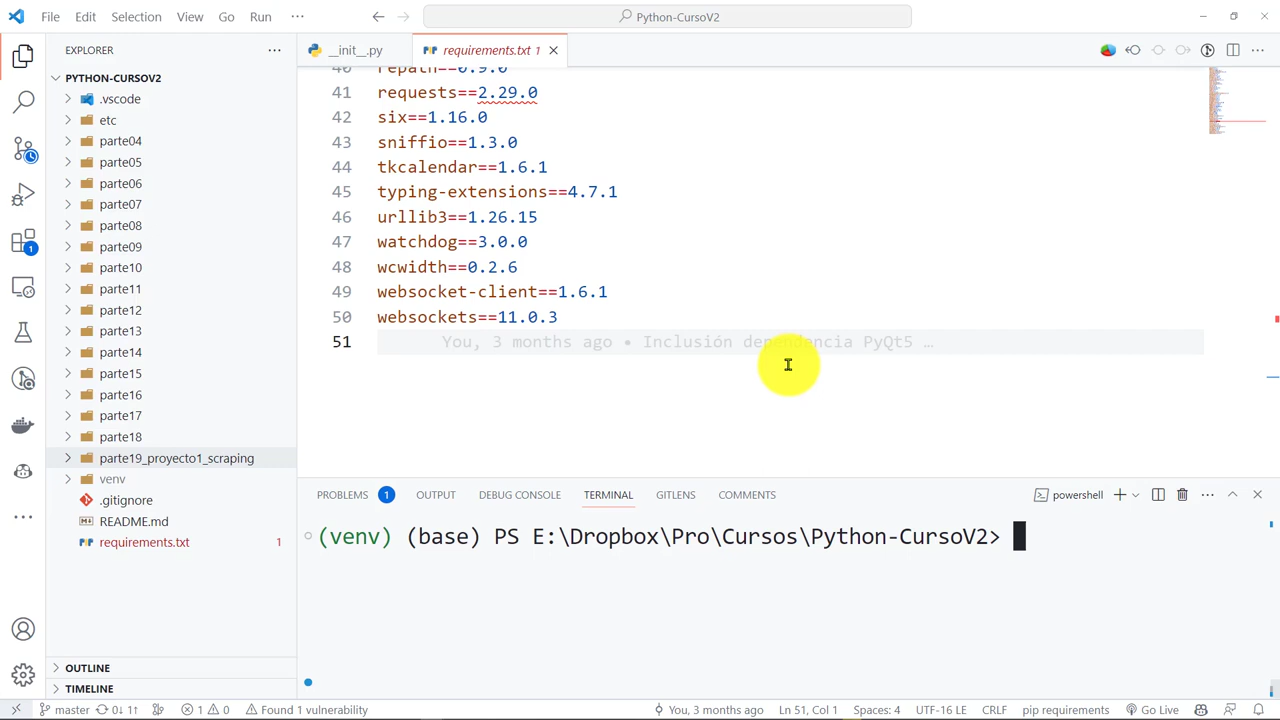 File Edit Selection View Go Run ··· Python-CursoV2
EXPLORER
PYTHON-CURSOV2
.vscode
etc
parte04
parte05
parte06
parte07
parte08
parte09
parte10
parte11
parte12
parte13
parte14
parte15
parte16
parte17
parte18
parte19_proyecto1_scraping
venv
.gitignore
README.md
requirements.txt 1
OUTLINE
TIMELINE
__init__.py requirements.txt 1
40 repath==0.9.0
41 requests==2.29.0
42 six==1.16.0
43 sniffio==1.3.0
44 tkcalendar==1.6.1
45 typing-extensions==4.7.1
46 urllib3==1.26.15
47 watchdog==3.0.0
48 wcwidth==0.2.6
49 websocket-client==1.6.1
50 websockets==11.0.3
51 You, 3 months ago • Inclusión dependencia PyQt5 …
PROBLEMS 1 OUTPUT DEBUG CONSOLE TERMINAL GITLENS COMMENTS powershell
(venv) (base) PS E:\Dropbox\Pro\Cursos\Python-CursoV2>
1
master 0↓ 1↑ 1 0 Found 1 vulnerability You, 3 months ago Ln 51, Col 1 Spaces: 4 UTF-16 LE CRLF pip requirements Go Live